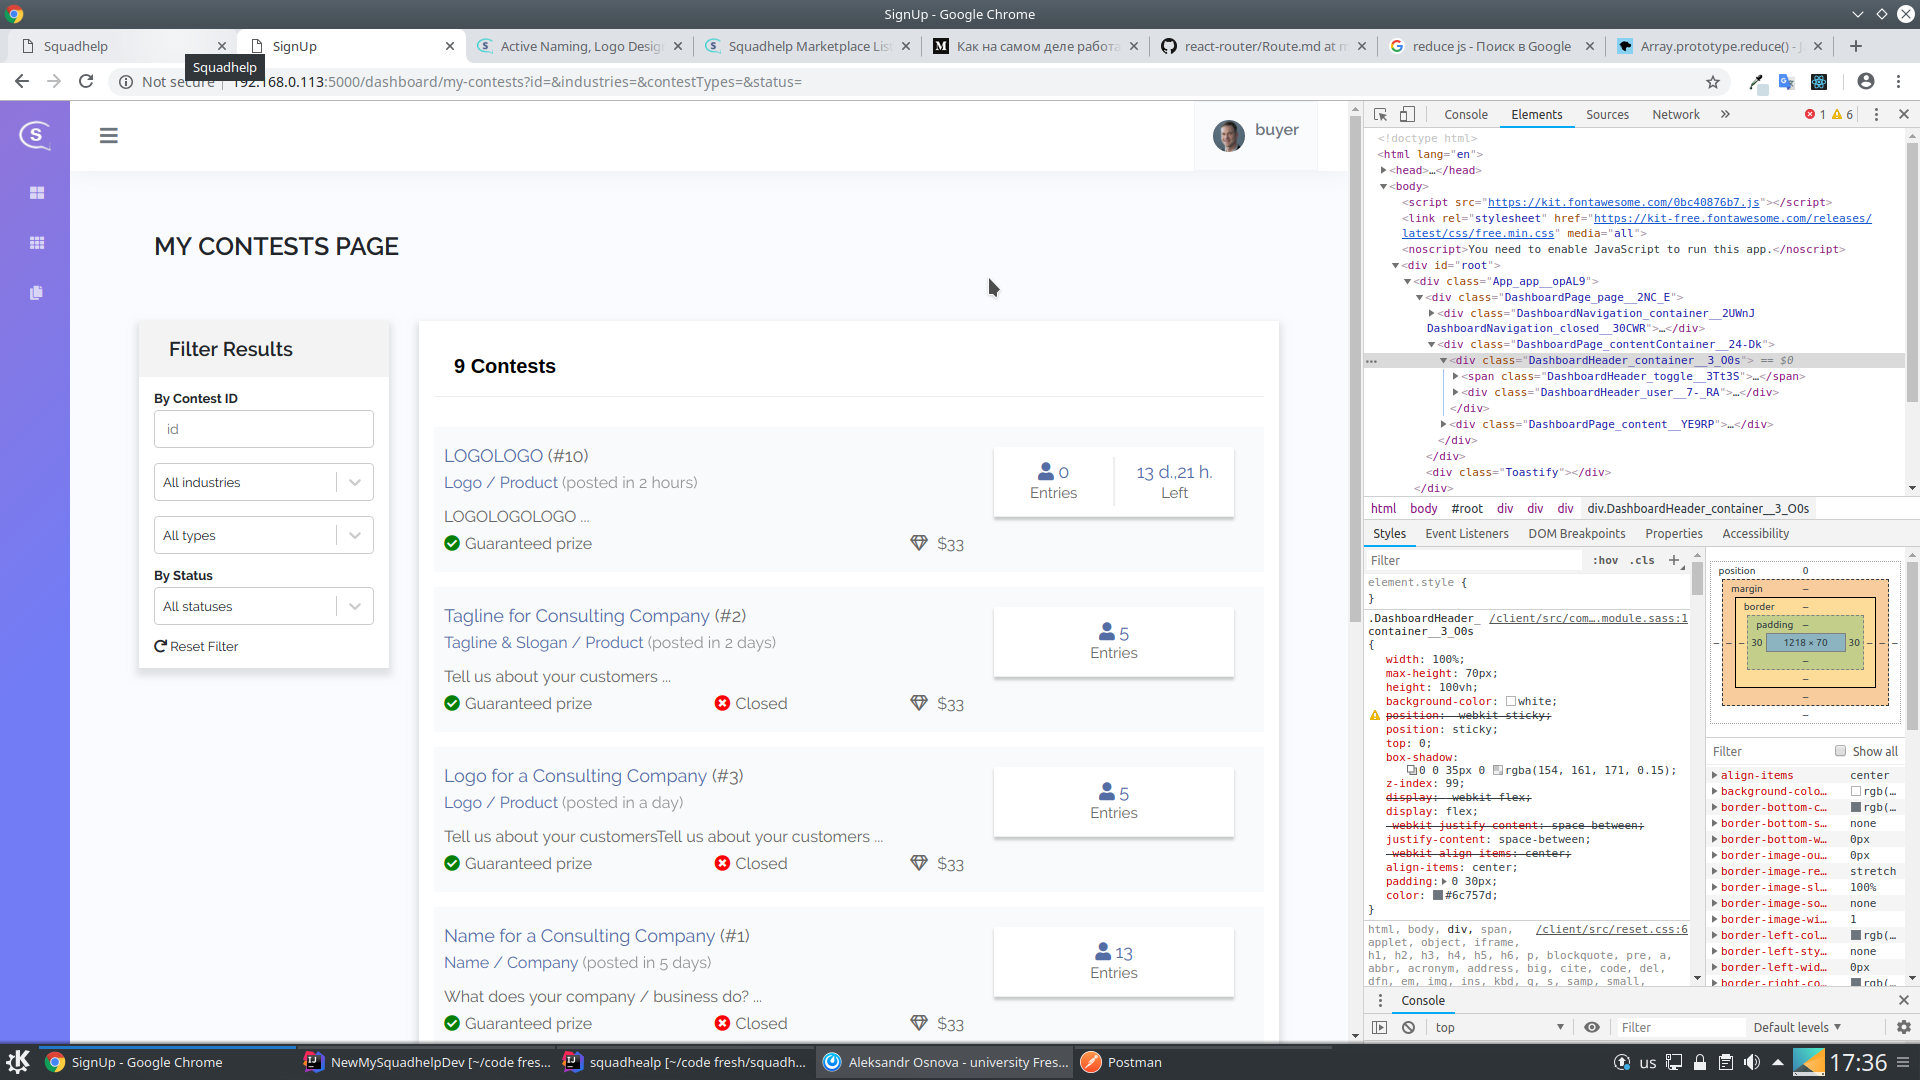 SignUp - Google Chrome
Squadhelp
SignUp
Active Naming, Logo Desig
Squadhelp Marketplace Lis
Как на самом деле работа
react-router/Route.md at m
reduce js - Поиск в Google
Array.prototype.reduce() - J
Squadhelp
Not secure
192.168.0.113:5000/dashboard/my-contests?id=&industries=&contestTypes=&status=
buyer
MY CONTESTS PAGE
Filter Results
By Contest ID
id
All industries
All types
By Status
All statuses
Reset Filter
9 Contests
LOGOLOGO (#10)
Logo / Product (posted in 2 hours)
LOGOLOGOLOGO ...
Guaranteed prize
$33
0
Entries
13 d.,21 h.
Left
Tagline for Consulting Company (#2)
Tagline & Slogan / Product (posted in 2 days)
Tell us about your customers ...
Guaranteed prize
Closed
$33
5
Entries
Logo for a Consulting Company (#3)
Logo / Product (posted in a day)
Tell us about your customersTell us about your customers ...
Guaranteed prize
Closed
$33
5
Entries
Name for a Consulting Company (#1)
Name / Company (posted in 5 days)
What does your company / business do? ...
Guaranteed prize
Closed
$33
13
Entries
Console
Elements
Sources
Network
1
6
<!doctype html>
<html lang="en">
<head>…</head>
<body>
<script src="https://kit.fontawesome.com/0bc40876b7.js"></script>
<link rel="stylesheet" href="https://kit-free.fontawesome.com/releases/
latest/css/free.min.css" media="all">
<noscript>You need to enable JavaScript to run this app.</noscript>
<div id="root">
<div class="App_app__opAL9">
<div class="DashboardPage_page__2NC_E">
<div class="DashboardNavigation_container__2UWnJ
DashboardNavigation_closed__30CWR">…</div>
<div class="DashboardPage_contentContainer__24-Dk">
<div class="DashboardHeader_container__3_O0s"> == $0
<span class="DashboardHeader_toggle__3Tt3S">…</span>
<div class="DashboardHeader_user__7-_RA">…</div>
</div>
<div class="DashboardPage_content__YE9RP">…</div>
</div>
</div>
<div class="Toastify"></div>
</div>
html body #root div div div div.DashboardHeader_container__3_O0s
Styles
Event Listeners
DOM Breakpoints
Properties
Accessibility
Filter
:hov .cls
element.style {
}
.DashboardHeader_ /client/src/com….module.sass:1
container__3_O0s
{
width: 100%;
max-height: 70px;
height: 100vh;
background-color: white;
position: -webkit-sticky;
position: sticky;
top: 0;
box-shadow:
0 0 35px 0 rgba(154, 161, 171, 0.15);
z-index: 99;
display: -webkit-flex;
display: flex;
-webkit-justify-content: space-between;
justify-content: space-between;
-webkit-align-items: center;
align-items: center;
padding: 0 30px;
color: #6c757d;
}
html, body, div, span, /client/src/reset.css:6
applet, object, iframe,
h1, h2, h3, h4, h5, h6, p, blockquote, pre, a,
abbr, acronym, address, big, cite, code, del,
dfn, em, img, ins, kbd, q, s, samp, small,
position 0
margin –
border –
padding –
30 1218 × 70 30
Filter
Show all
align-items center
background-colo… rgb(…
border-bottom-c… rgb(…
border-bottom-s… none
border-bottom-w… 0px
border-image-ou… 0px
border-image-re… stretch
border-image-sl… 100%
border-image-so… none
border-image-wi… 1
border-left-col… rgb(…
border-left-sty… none
border-left-wid… 0px
border-right-co… rgb(…
Console
top
Filter
Default levels
SignUp - Google Chrome
NewMySquadhelpDev [~/code fres...
squadhealp [~/code fresh/squadh...
Aleksandr Osnova - university Fres...
Postman
us
17:36